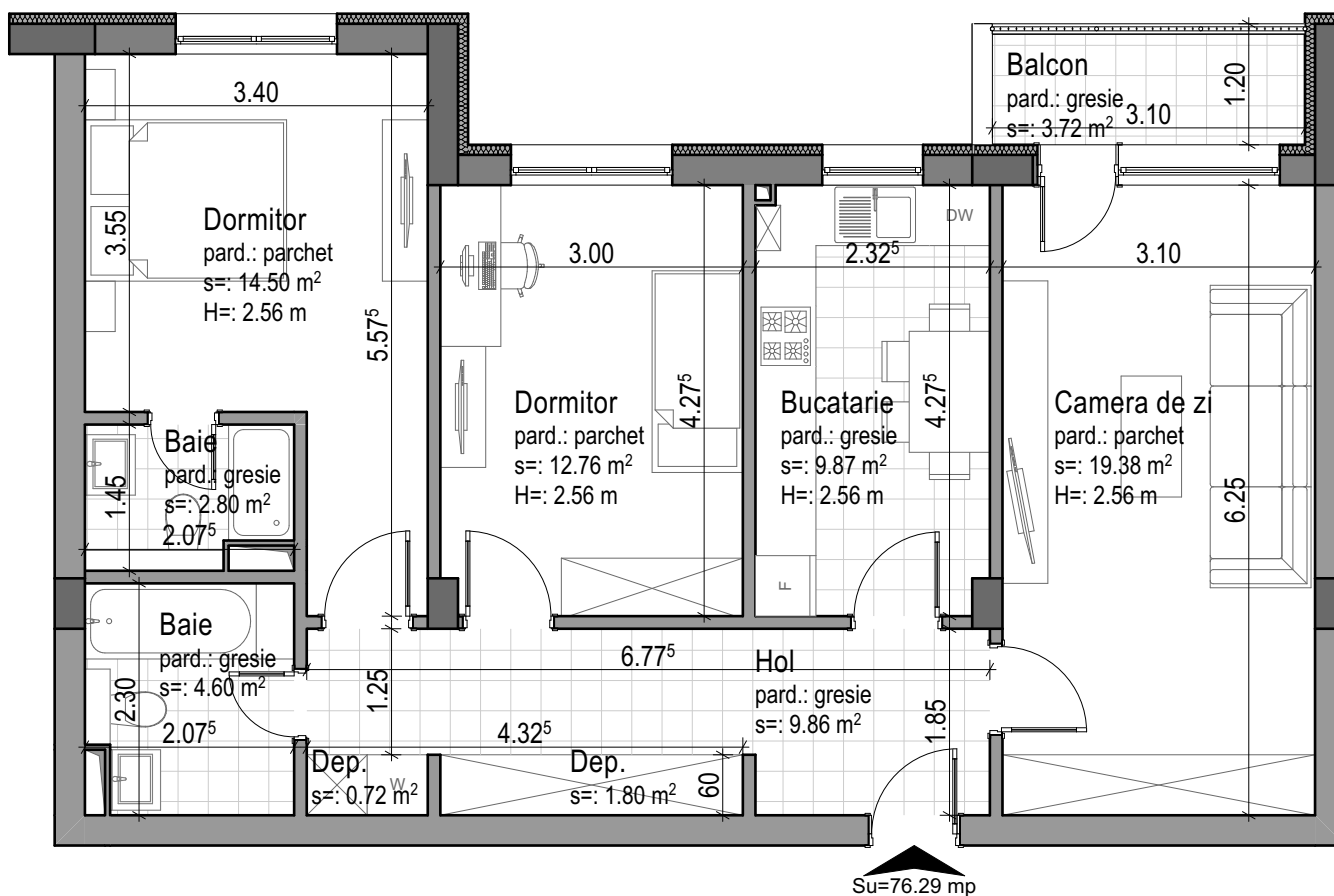 Balcon
pard.: gresie
s=: 3.72 m²
3.10
1.20
3.40
Dormitor
pard.: parchet
s=: 14.50 m²
H=: 2.56 m
3.55
5.57⁵
3.00
Dormitor
pard.: parchet
s=: 12.76 m²
H=: 2.56 m
4.27⁵
DW
2.32⁵
Bucatarie
pard.: gresie
s=: 9.87 m²
H=: 2.56 m
4.27⁵
F
3.10
Camera de zi
pard.: parchet
s=: 19.38 m²
H=: 2.56 m
6.25
Baie
pard.: gresie
s=: 2.80 m²
2.07⁵
1.45
Baie
pard.: gresie
s=: 4.60 m²
2.07⁵
2.30
6.77⁵
1.25
Hol
pard.: gresie
s=: 9.86 m²
1.85
4.32⁵
Dep.
s=: 0.72 m²
W
Dep.
s=: 1.80 m²
60
Su=76.29 mp